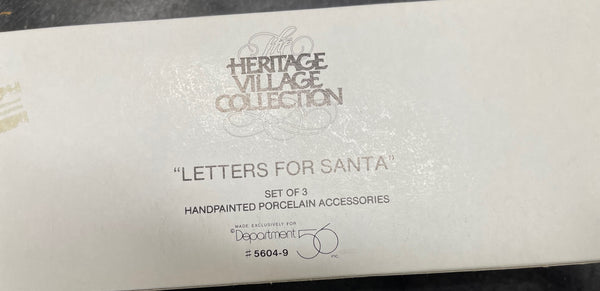 The
HERITAGE
VILLAGE
COLLECTION
"LETTERS FOR SANTA"
SET OF 3
HANDPAINTED PORCELAIN ACCESSORIES
MADE EXCLUSIVELY FOR
©Department 56 INC.
# 5604-9